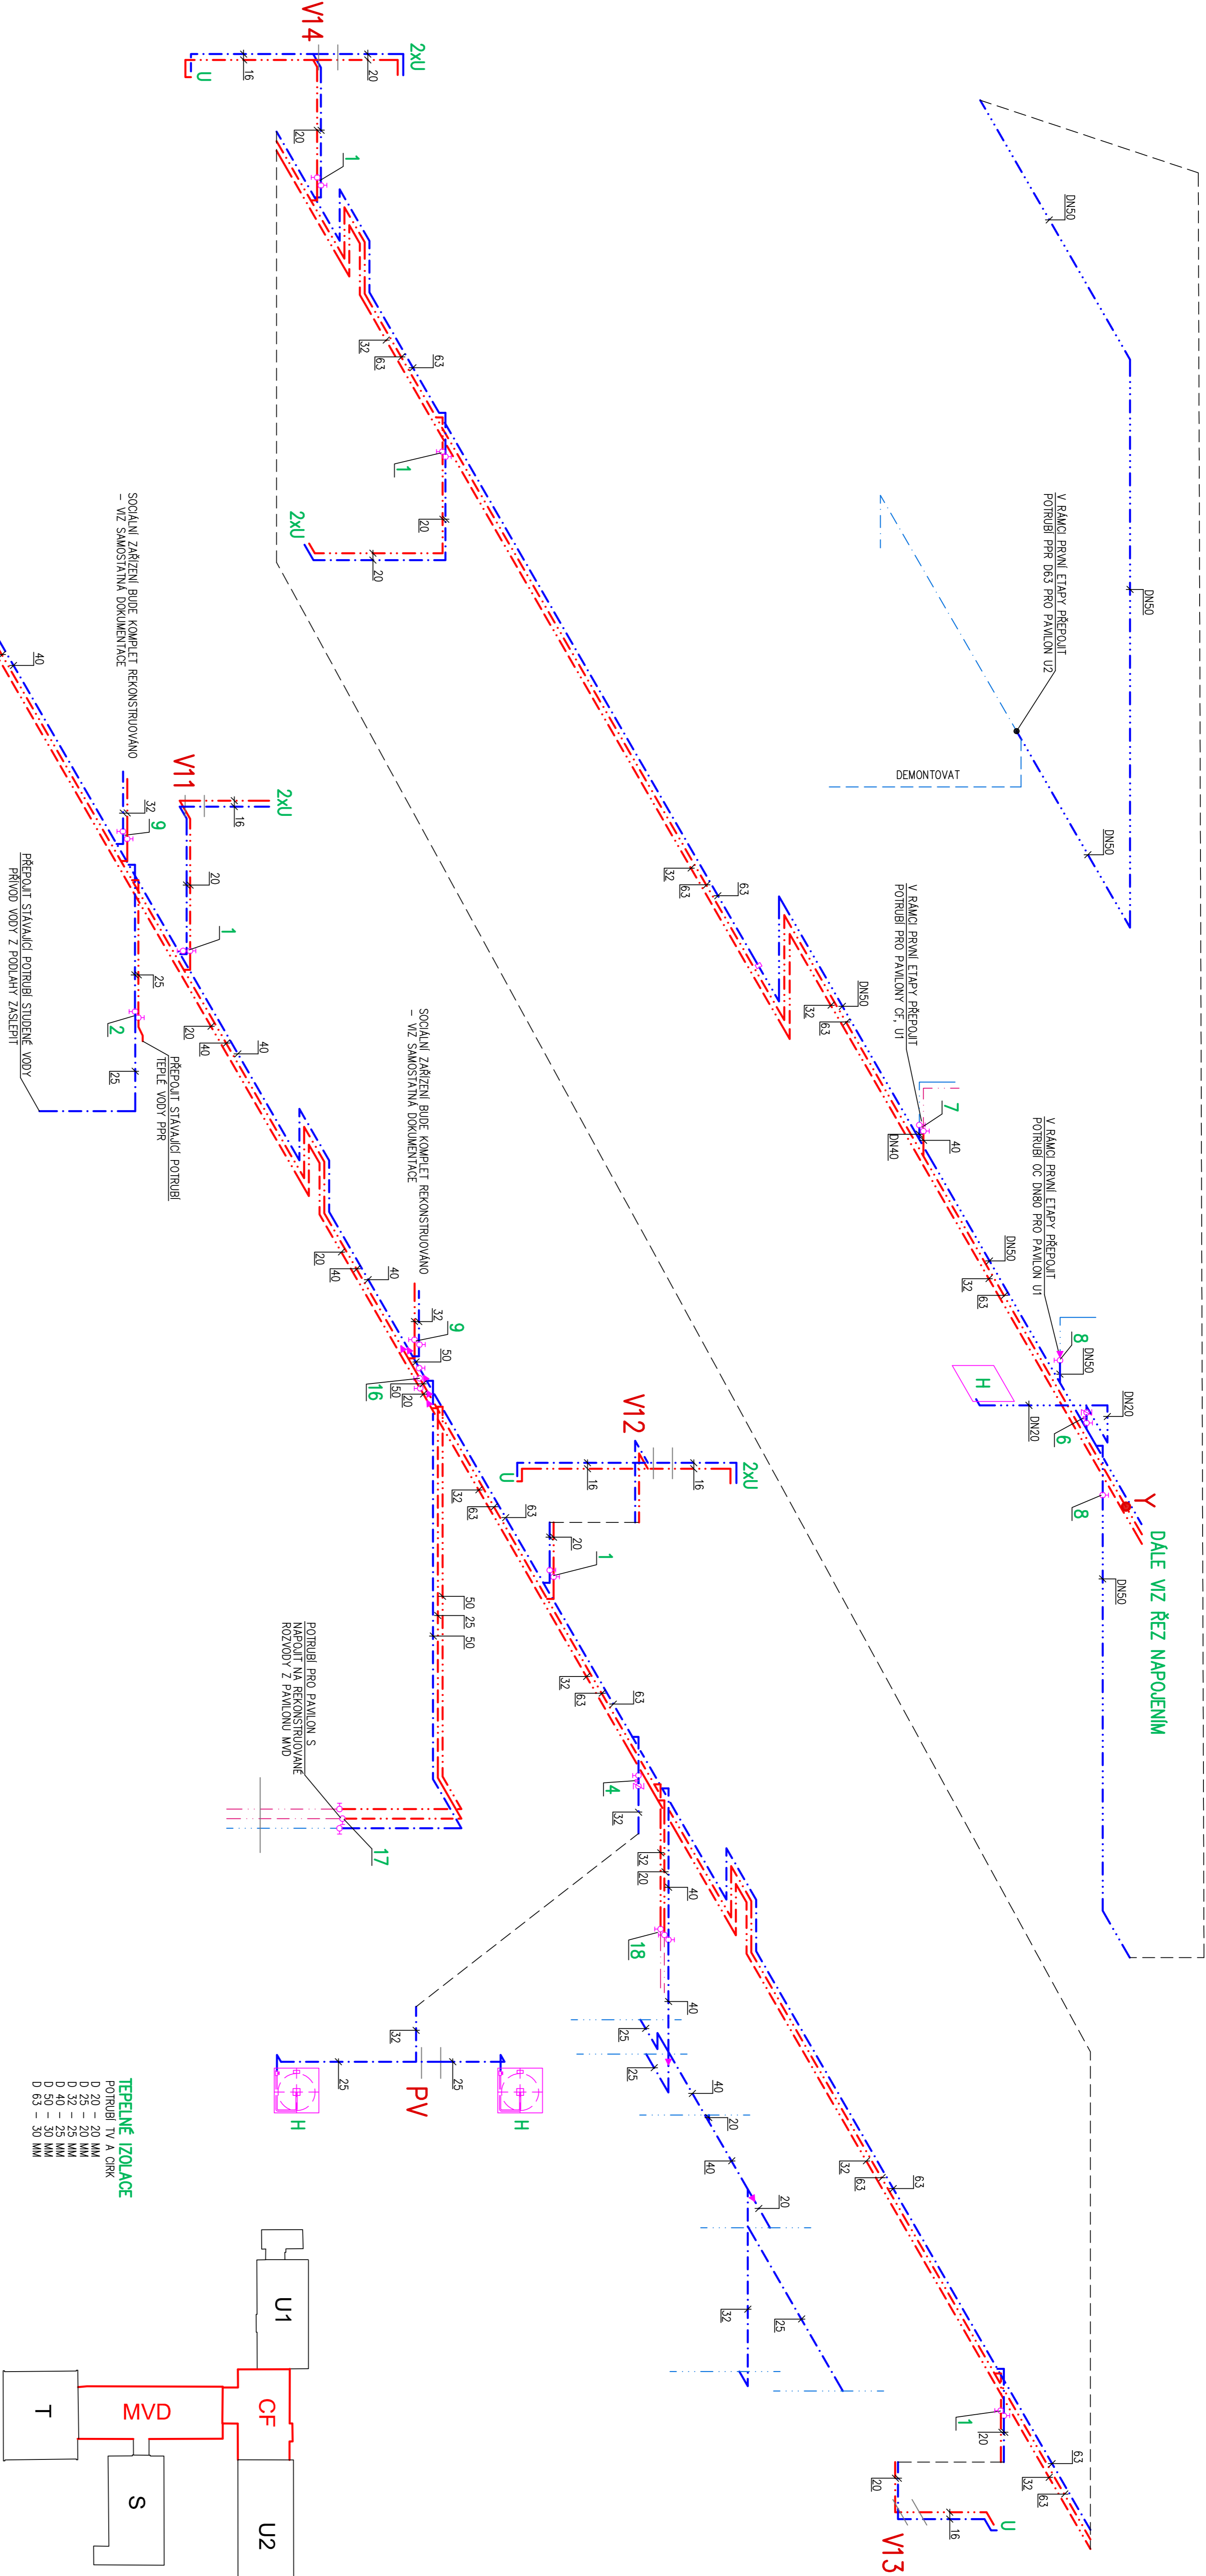 V14
2xU
U
16
20
20
1
63
63
32
1
20
20
2xU
DN50
DN50
DN50
V RÁMCI PRVNÍ ETAPY PŘEPOJIT
POTRUBÍ PPR D63 PRO PAVILON U2
DEMONTOVAT
32
63
63
V RÁMCI PRVNÍ ETAPY PŘEPOJIT
POTRUBÍ PRO PAVILONY CF, U1
DN50
32
63
7
DN40
40
V RÁMCI PRVNÍ ETAPY PŘEPOJIT
POTRUBÍ OC DN80 PRO PAVILON U1
DN50
32
63
8
DN50
H
DN20
DN20
6
8
Y
DÁLE VIZ ŘEZ NAPOJENÍM
DN50
40
SOCIÁLNÍ ZAŘÍZENÍ BUDE KOMPLET REKONSTRUOVÁNO
– VIZ SAMOSTATNÁ DOKUMENTACE
V11
2xU
16
32
9
20
1
25
2
25
PŘEPOJIT STÁVAJÍCÍ POTRUBÍ STUDENÉ VODY
PŘÍVOD VODY Z PODLAHY ZASLEPIT
PŘEPOJIT STÁVAJÍCÍ POTRUBÍ
TEPLÉ VODY PPR
20
40
40
SOCIÁLNÍ ZAŘÍZENÍ BUDE KOMPLET REKONSTRUOVÁNO
– VIZ SAMOSTATNÁ DOKUMENTACE
20
40
40
32
9
50
16
50
20
V12
2xU
U
16
16
32
63
63
20
1
50
25
50
POTRUBÍ PRO PAVILON S
NAPOJIT NA REKONSTRUOVANÉ
ROZVODY Z PAVILONU MVD
17
32
63
63
4
32
32
20
40
18
40
25
25
32
25
25
PV
H
H
40
20
40
20
32
25
32
63
63
1
20
63
32
63
20
16
U
V13
TEPELNÉ IZOLACE
POTRUBÍ TV A CIRK
D 20 – 20 MM
D 25 – 20 MM
D 32 – 25 MM
D 40 – 25 MM
D 50 – 30 MM
D 63 – 30 MM
U1
CF
U2
MVD
T
S